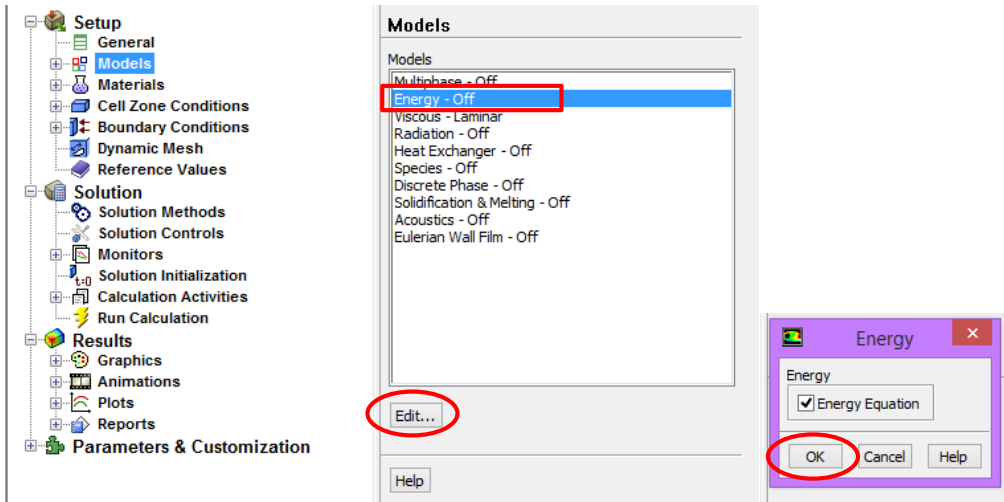 Setup
General
Models
Materials
Cell Zone Conditions
Boundary Conditions
Dynamic Mesh
Reference Values
Solution
Solution Methods
Solution Controls
Monitors
t=0 Solution Initialization
Calculation Activities
Run Calculation
Results
Graphics
Animations
Plots
Reports
Parameters & Customization
Models
Models
Multiphase - Off
Energy - Off
Viscous - Laminar
Radiation - Off
Heat Exchanger - Off
Species - Off
Discrete Phase - Off
Solidification & Melting - Off
Acoustics - Off
Eulerian Wall Film - Off
Edit...
Help
Energy
Energy
Energy Equation
OK Cancel Help